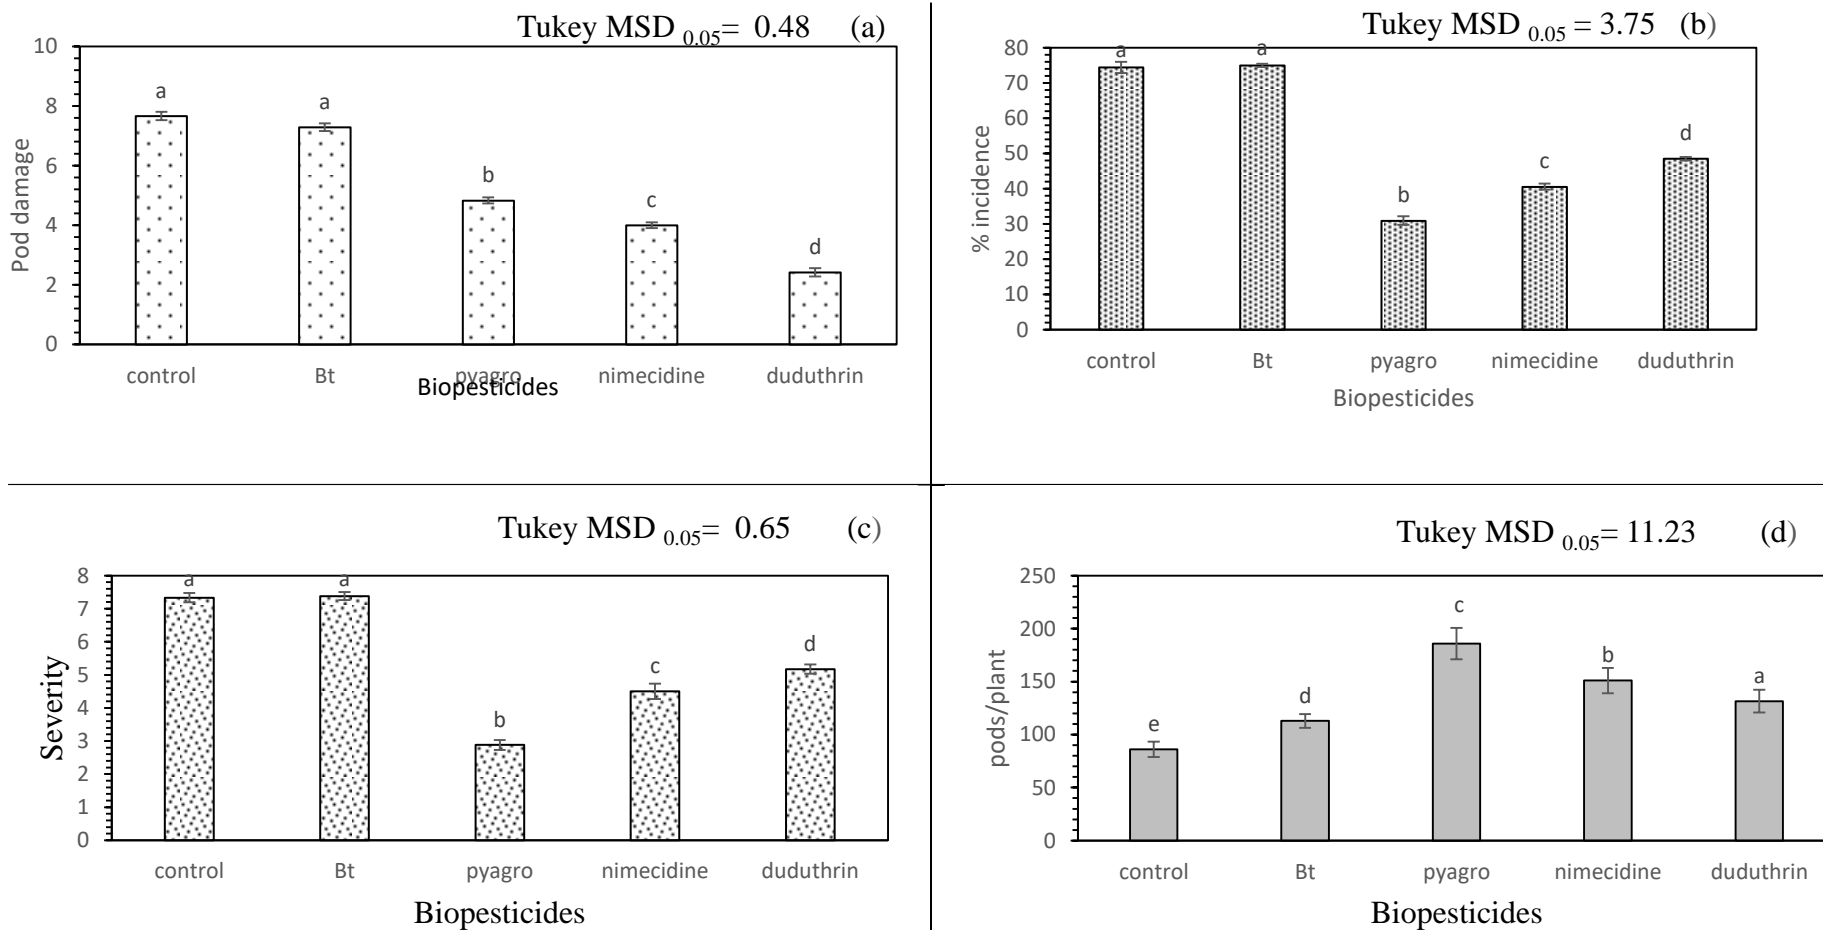 Tukey MSD 0.05= 0.48 (a)
10
8
6
4
2
0
Pod damage
a
a
b
c
d
control Bt pyagro nimecidine duduthrin
Biopesticides
Tukey MSD 0.05 = 3.75 (b)
80
70
60
50
40
30
20
10
0
% incidence
a
a
b
c
d
control Bt pyagro nimecidine duduthrin
Biopesticides
Tukey MSD 0.05= 0.65 (c)
8
7
6
5
4
3
2
1
0
Severity
a
a
b
c
d
control Bt pyagro nimecidine duduthrin
Biopesticides
Tukey MSD 0.05= 11.23 (d)
250
200
150
100
50
0
pods/plant
e
d
c
b
a
control Bt pyagro nimecidine duduthrin
Biopesticides